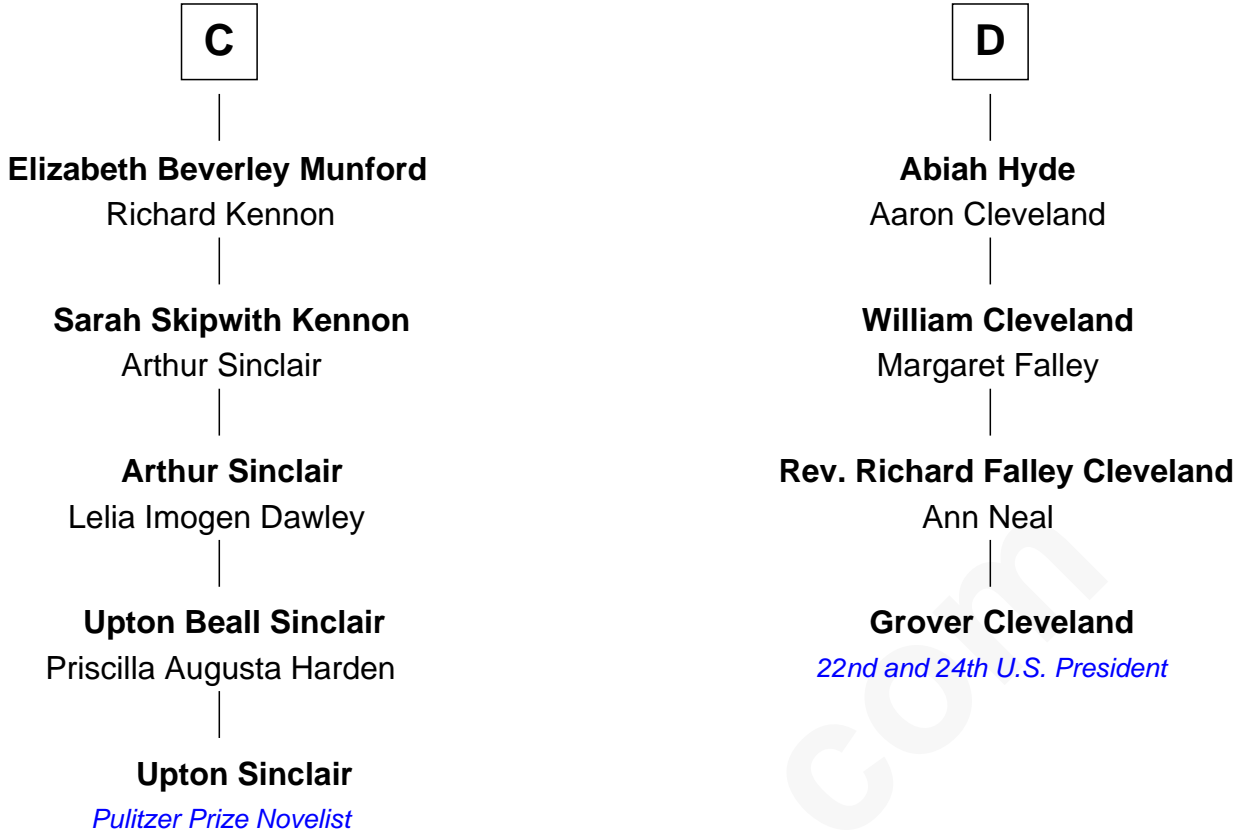 C
Elizabeth Beverley Munford
Richard Kennon
Sarah Skipwith Kennon
Arthur Sinclair
Arthur Sinclair
Lelia Imogen Dawley
Upton Beall Sinclair
Priscilla Augusta Harden
Upton Sinclair
Pulitzer Prize Novelist
D
Abiah Hyde
Aaron Cleveland
William Cleveland
Margaret Falley
Rev. Richard Falley Cleveland
Ann Neal
Grover Cleveland
22nd and 24th U.S. President
com